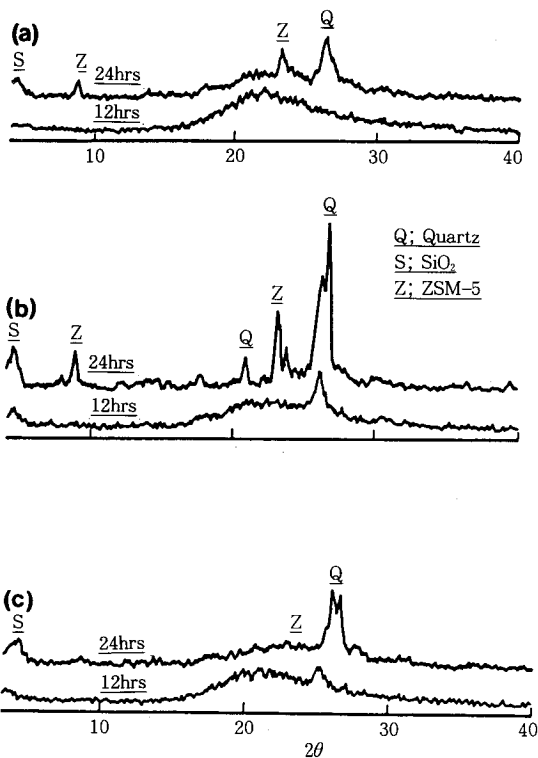 (a)
S Z Z Q
24hrs
12hrs
10 20 30 40
Q
Q; Quartz
S; SiO₂
Z; ZSM-5
(b)
S Z Q Z
24hrs
12hrs
Q
(c)
S Z
24hrs
12hrs
10 20 30 40
2θ